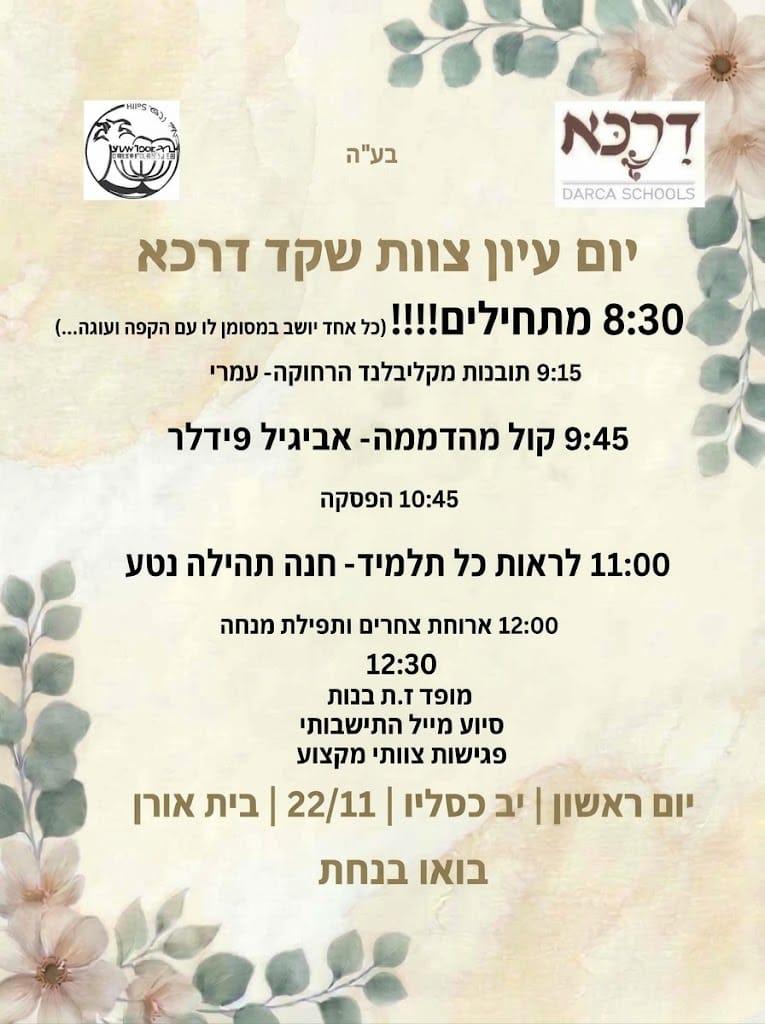 בע"ה
דרכא
DARCA SCHOOLS
יום עיון צוות שקד דרכא
8:30 מתחילים!!!! (כל אחד יושב במסומן לו עם הקפה ועוגה...)
9:15 תובנות מקליבלנד הרחוקה- עמרי
9:45 קול מהדממה- אביגיל פידלר
10:45 הפסקה
11:00 לראות כל תלמיד- חנה תהילה נטע
12:00 ארוחת צחרים ותפילת מנחה
12:30
מופד ז.ת בנות
סיוע מייל התישבותי
פגישות צוותי מקצוע
יום ראשון | יב כסליו | 22/11 | בית אורן
בואו בנחת